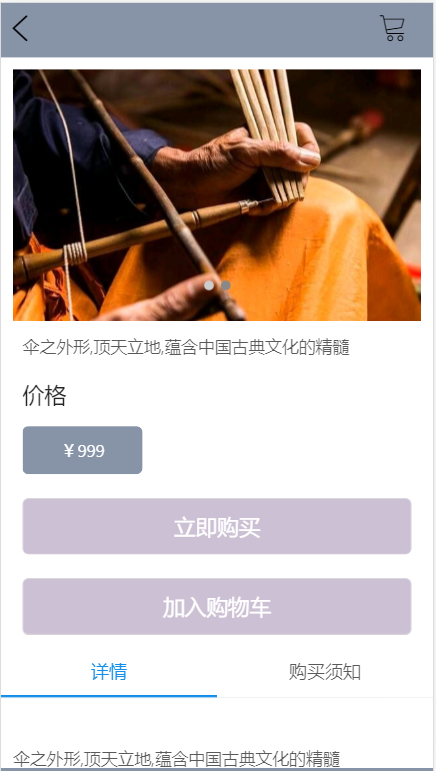 伞之外形,顶天立地,蕴含中国古典文化的精髓
价格
￥999
立即购买
加入购物车
详情 购买须知
伞之外形,顶天立地,蕴含中国古典文化的精髓